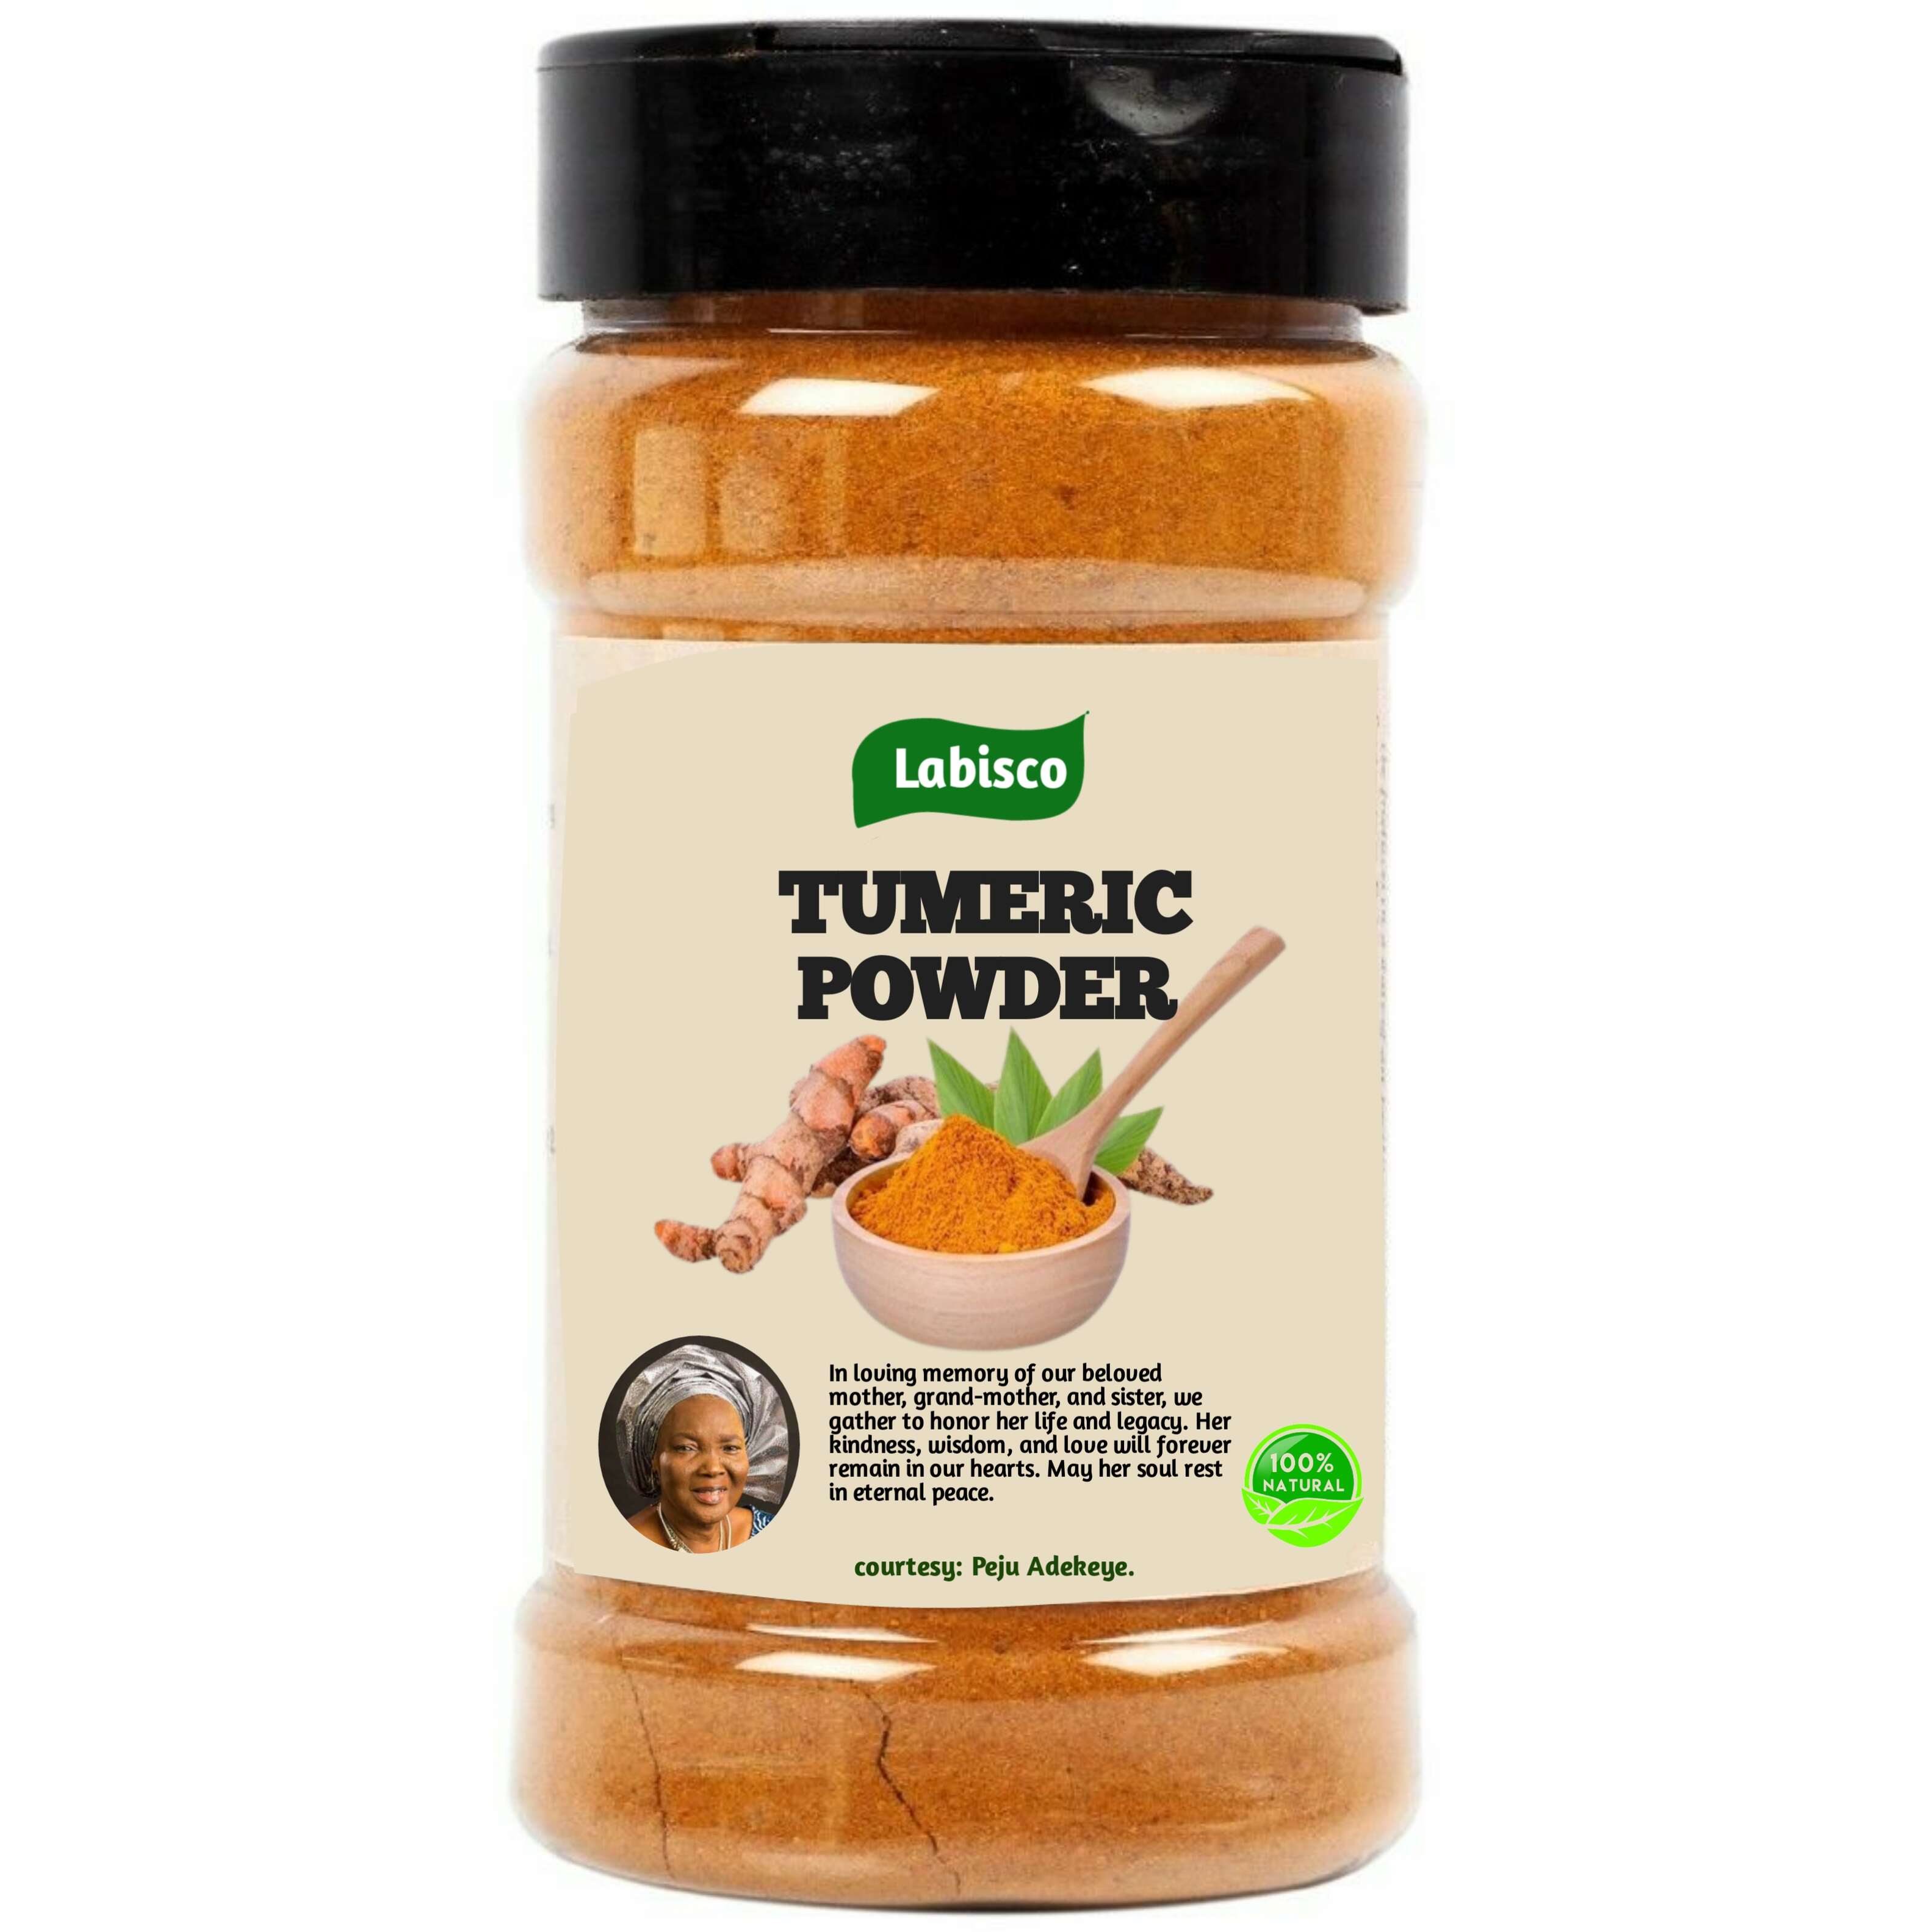 Labisco
TUMERIC
POWDER
In loving memory of our beloved
mother, grand-mother, and sister, we
gather to honor her life and legacy. Her
kindness, wisdom, and love will forever
remain in our hearts. May her soul rest
in eternal peace.
100%
NATURAL
courtesy: Peju Adekeye.